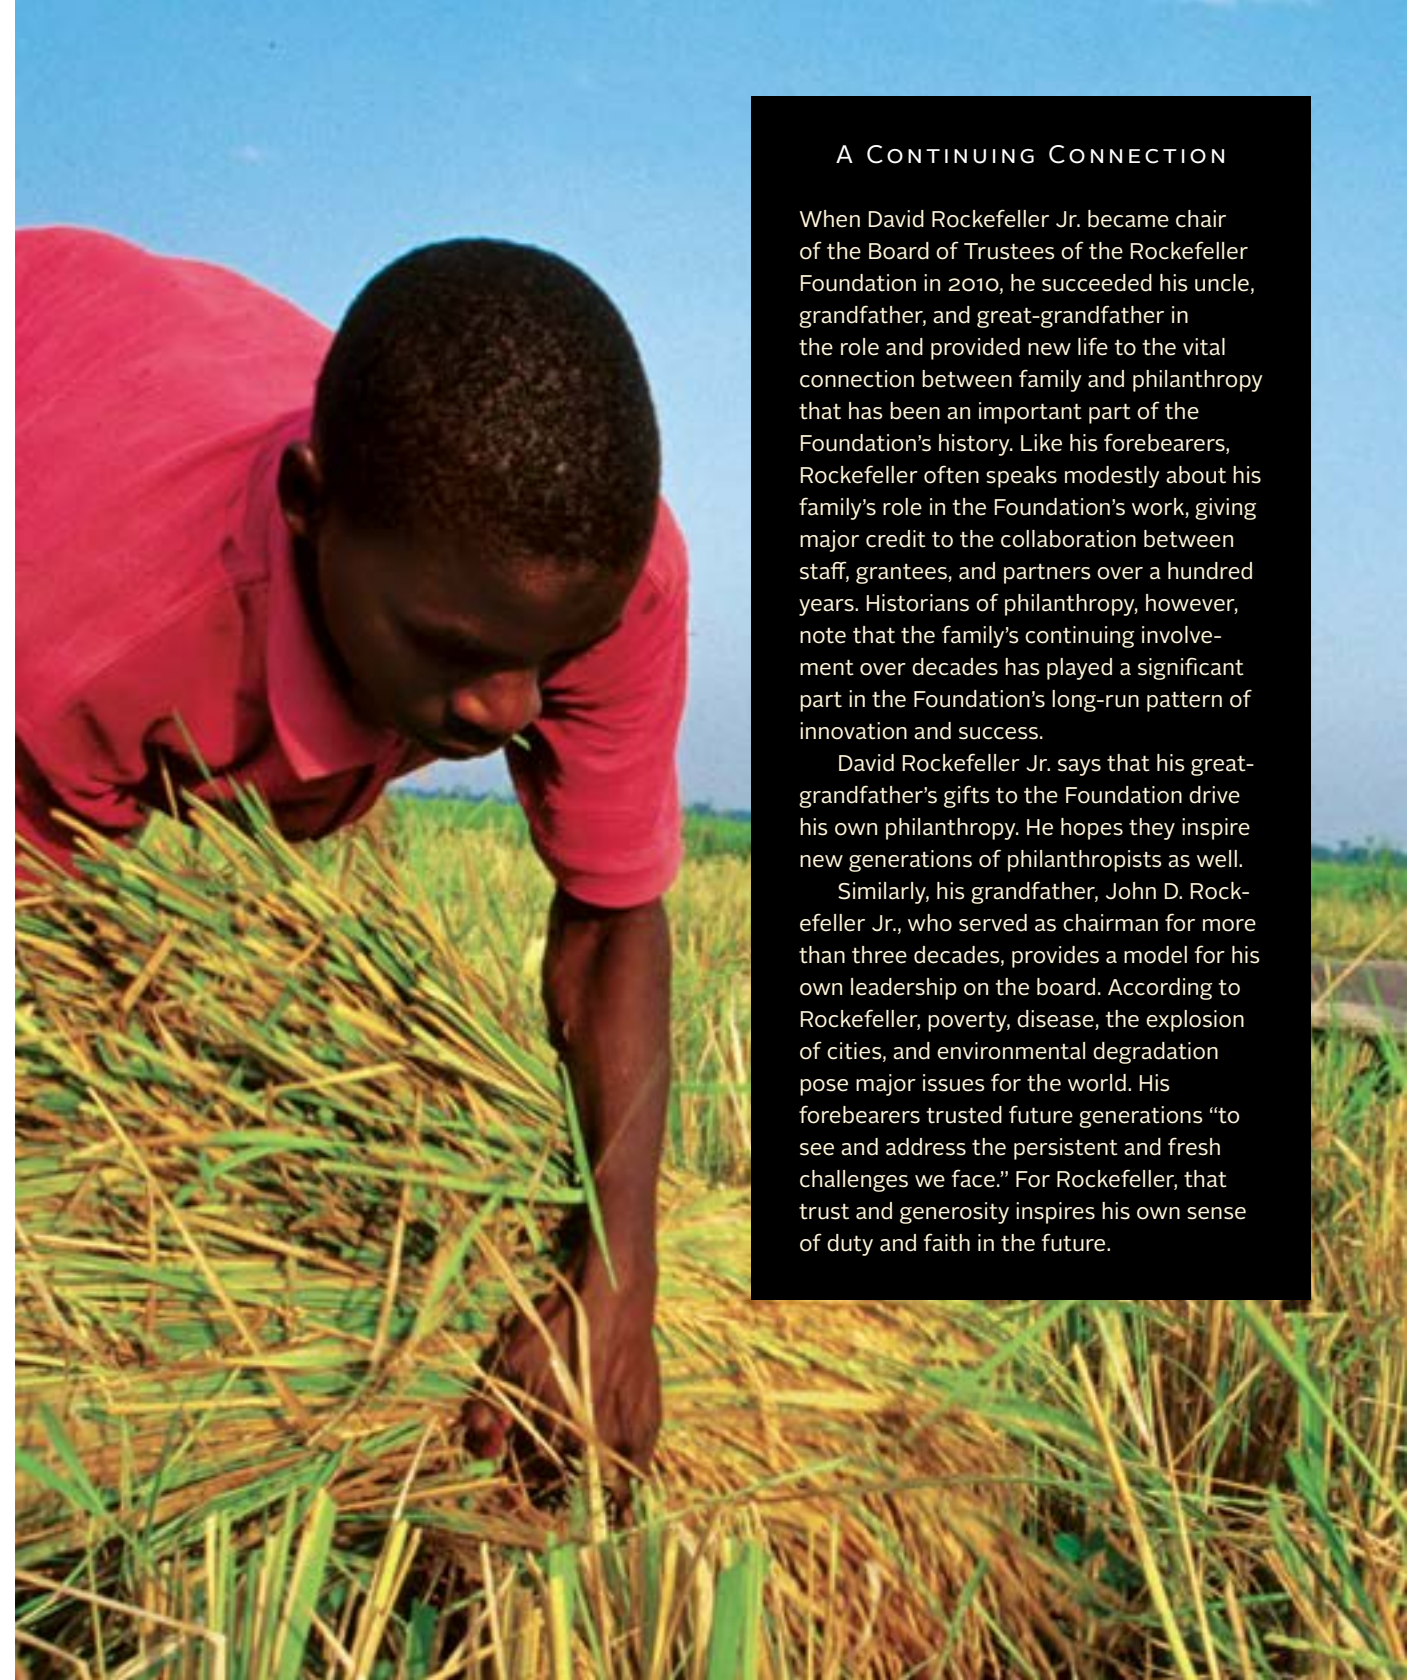 A Continuing Connection
When David Rockefeller Jr. became chair
of the Board of Trustees of the Rockefeller
Foundation in 2010, he succeeded his uncle,
grandfather, and great-grandfather in
the role and provided new life to the vital
connection between family and philanthropy
that has been an important part of the
Foundation’s history. Like his forebearers,
Rockefeller often speaks modestly about his
family’s role in the Foundation’s work, giving
major credit to the collaboration between
staff, grantees, and partners over a hundred
years. Historians of philanthropy, however,
note that the family’s continuing involve-
ment over decades has played a significant
part in the Foundation’s long-run pattern of
innovation and success.
David Rockefeller Jr. says that his great-
grandfather’s gifts to the Foundation drive
his own philanthropy. He hopes they inspire
new generations of philanthropists as well.
Similarly, his grandfather, John D. Rock-
efeller Jr., who served as chairman for more
than three decades, provides a model for his
own leadership on the board. According to
Rockefeller, poverty, disease, the explosion
of cities, and environmental degradation
pose major issues for the world. His
forebearers trusted future generations “to
see and address the persistent and fresh
challenges we face.” For Rockefeller, that
trust and generosity inspires his own sense
of duty and faith in the future.